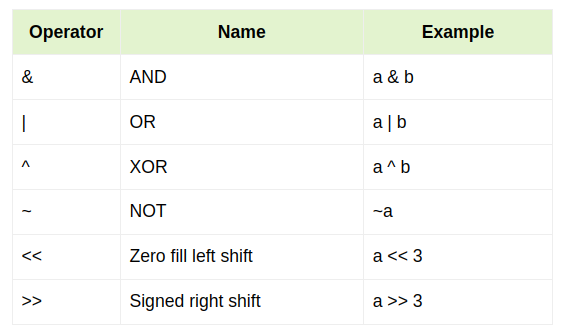 Operator Name Example
& AND a & b
| OR a | b
^ XOR a ^ b
~ NOT ~a
<< Zero fill left shift a << 3
>> Signed right shift a >> 3